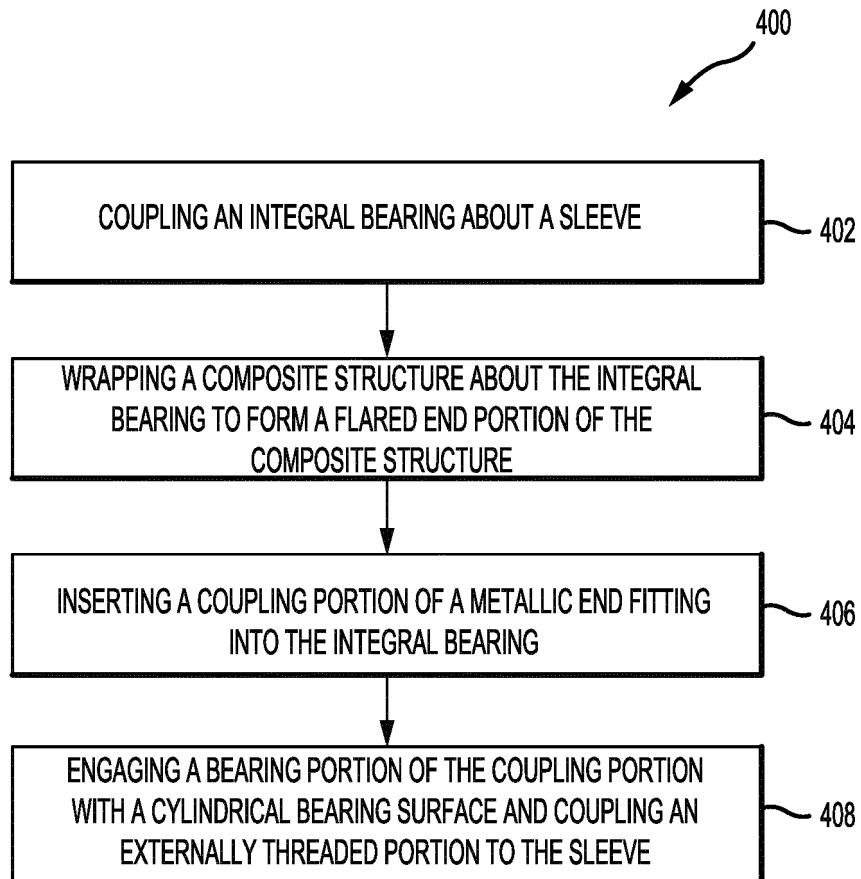 400
COUPLING AN INTEGRAL BEARING ABOUT A SLEEVE
402
WRAPPING A COMPOSITE STRUCTURE ABOUT THE INTEGRAL
BEARING TO FORM A FLARED END PORTION OF THE
COMPOSITE STRUCTURE
404
INSERTING A COUPLING PORTION OF A METALLIC END FITTING
INTO THE INTEGRAL BEARING
406
ENGAGING A BEARING PORTION OF THE COUPLING PORTION
WITH A CYLINDRICAL BEARING SURFACE AND COUPLING AN
EXTERNALLY THREADED PORTION TO THE SLEEVE
408